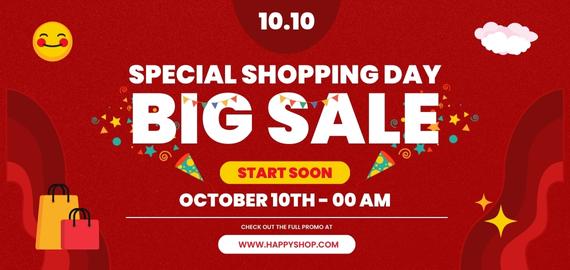 10.10
SPECIAL SHOPPING DAY
BIG SALE
START SOON
OCTOBER 10TH - 00 AM
CHECK OUT THE FULL PROMO AT
WWW.HAPPYSHOP.COM